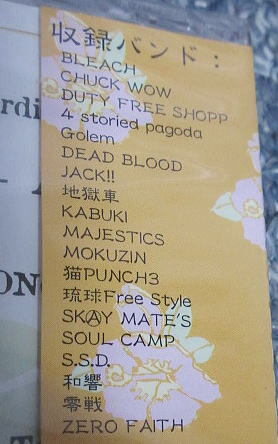 収録バンド：
BLEACH
CHUCK WOW
DUTY FREE SHOPP
4 storied pagoda
Golem
DEAD BLOOD
JACK!!
地獄車
KABUKI
MAJESTICS
MOKUZIN
猫PUNCH3
琉球Free Style
SKAY MATE'S
SOUL CAMP
S.S.D.
和響
零戦
ZERO FAITH